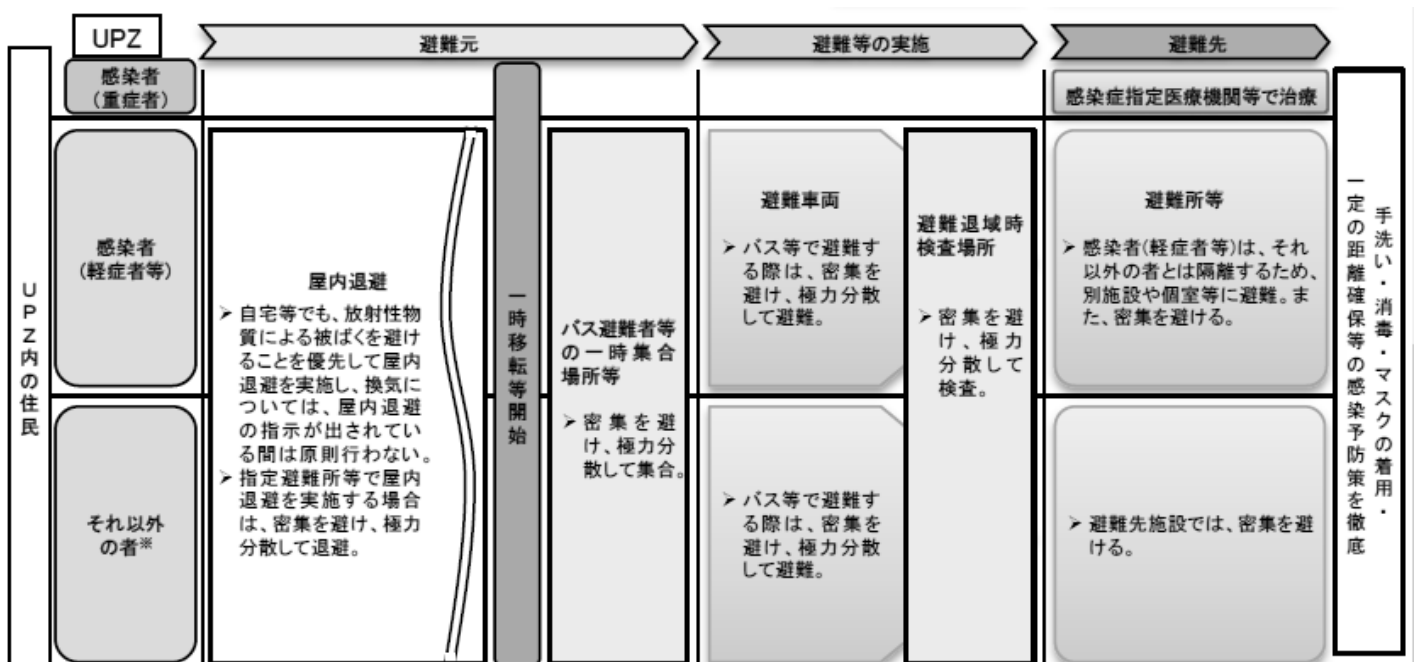 UPZ
避難元
避難等の実施
避難先
UPZ内の住民
感染者
(重症者)
感染症指定医療機関等で治療
感染者
(軽症者等)
それ以外
の者※
屋内退避
➢ 自宅等でも、放射性物
質による被ばくを避け
ることを優先して屋内
退避を実施し、換気に
ついては、屋内退避
の指示が出されてい
る間は原則行わない。
➢ 指定避難所等で屋内
退避を実施する場合
は、密集を避け、極力
分散して退避。
一時移転等開始
バス避難者等
の一時集合
場所等
➢ 密集を避
け、極力分
散して集合。
避難車両
➢ バス等で避難す
る際は、密集を
避け、極力分散
して避難。
➢ バス等で避難す
る際は、密集を
避け、極力分散
して避難。
避難退域時
検査場所
➢ 密集を避
け、極力
分散して
検査。
避難所等
➢ 感染者(軽症者等)は、それ
以外の者とは隔離するため、
別施設や個室等に避難。ま
た、密集を避ける。
➢ 避難先施設では、密集を避
ける。
手洗い・消毒・マスクの着用・
一定の距離確保等の感染予防策を徹底